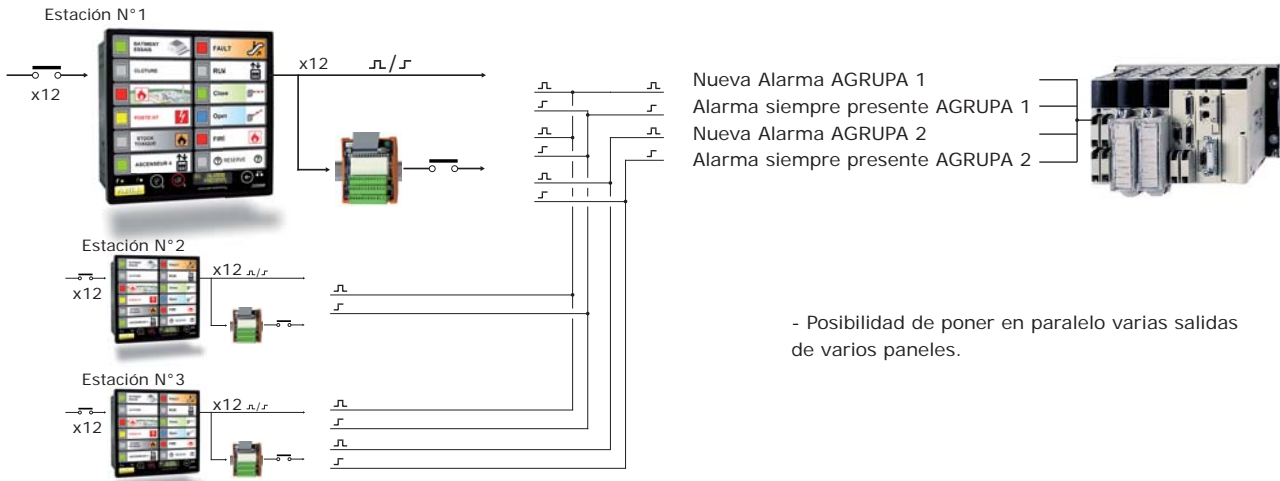 Estación N°1
BATIMENT ESSAIS
FAULT
CLOTURE
RUN
Close
POSTE HT
Open
STOCK TOXIQUE
FIRE
ASCENSEUR A
RESERVE
x12
x12
Nueva Alarma AGRUPA 1
Alarma siempre presente AGRUPA 1
Nueva Alarma AGRUPA 2
Alarma siempre presente AGRUPA 2
Estación N°2
x12
x12
- Posibilidad de poner en paralelo varias salidas
de varios paneles.
Estación N°3
x12
x12